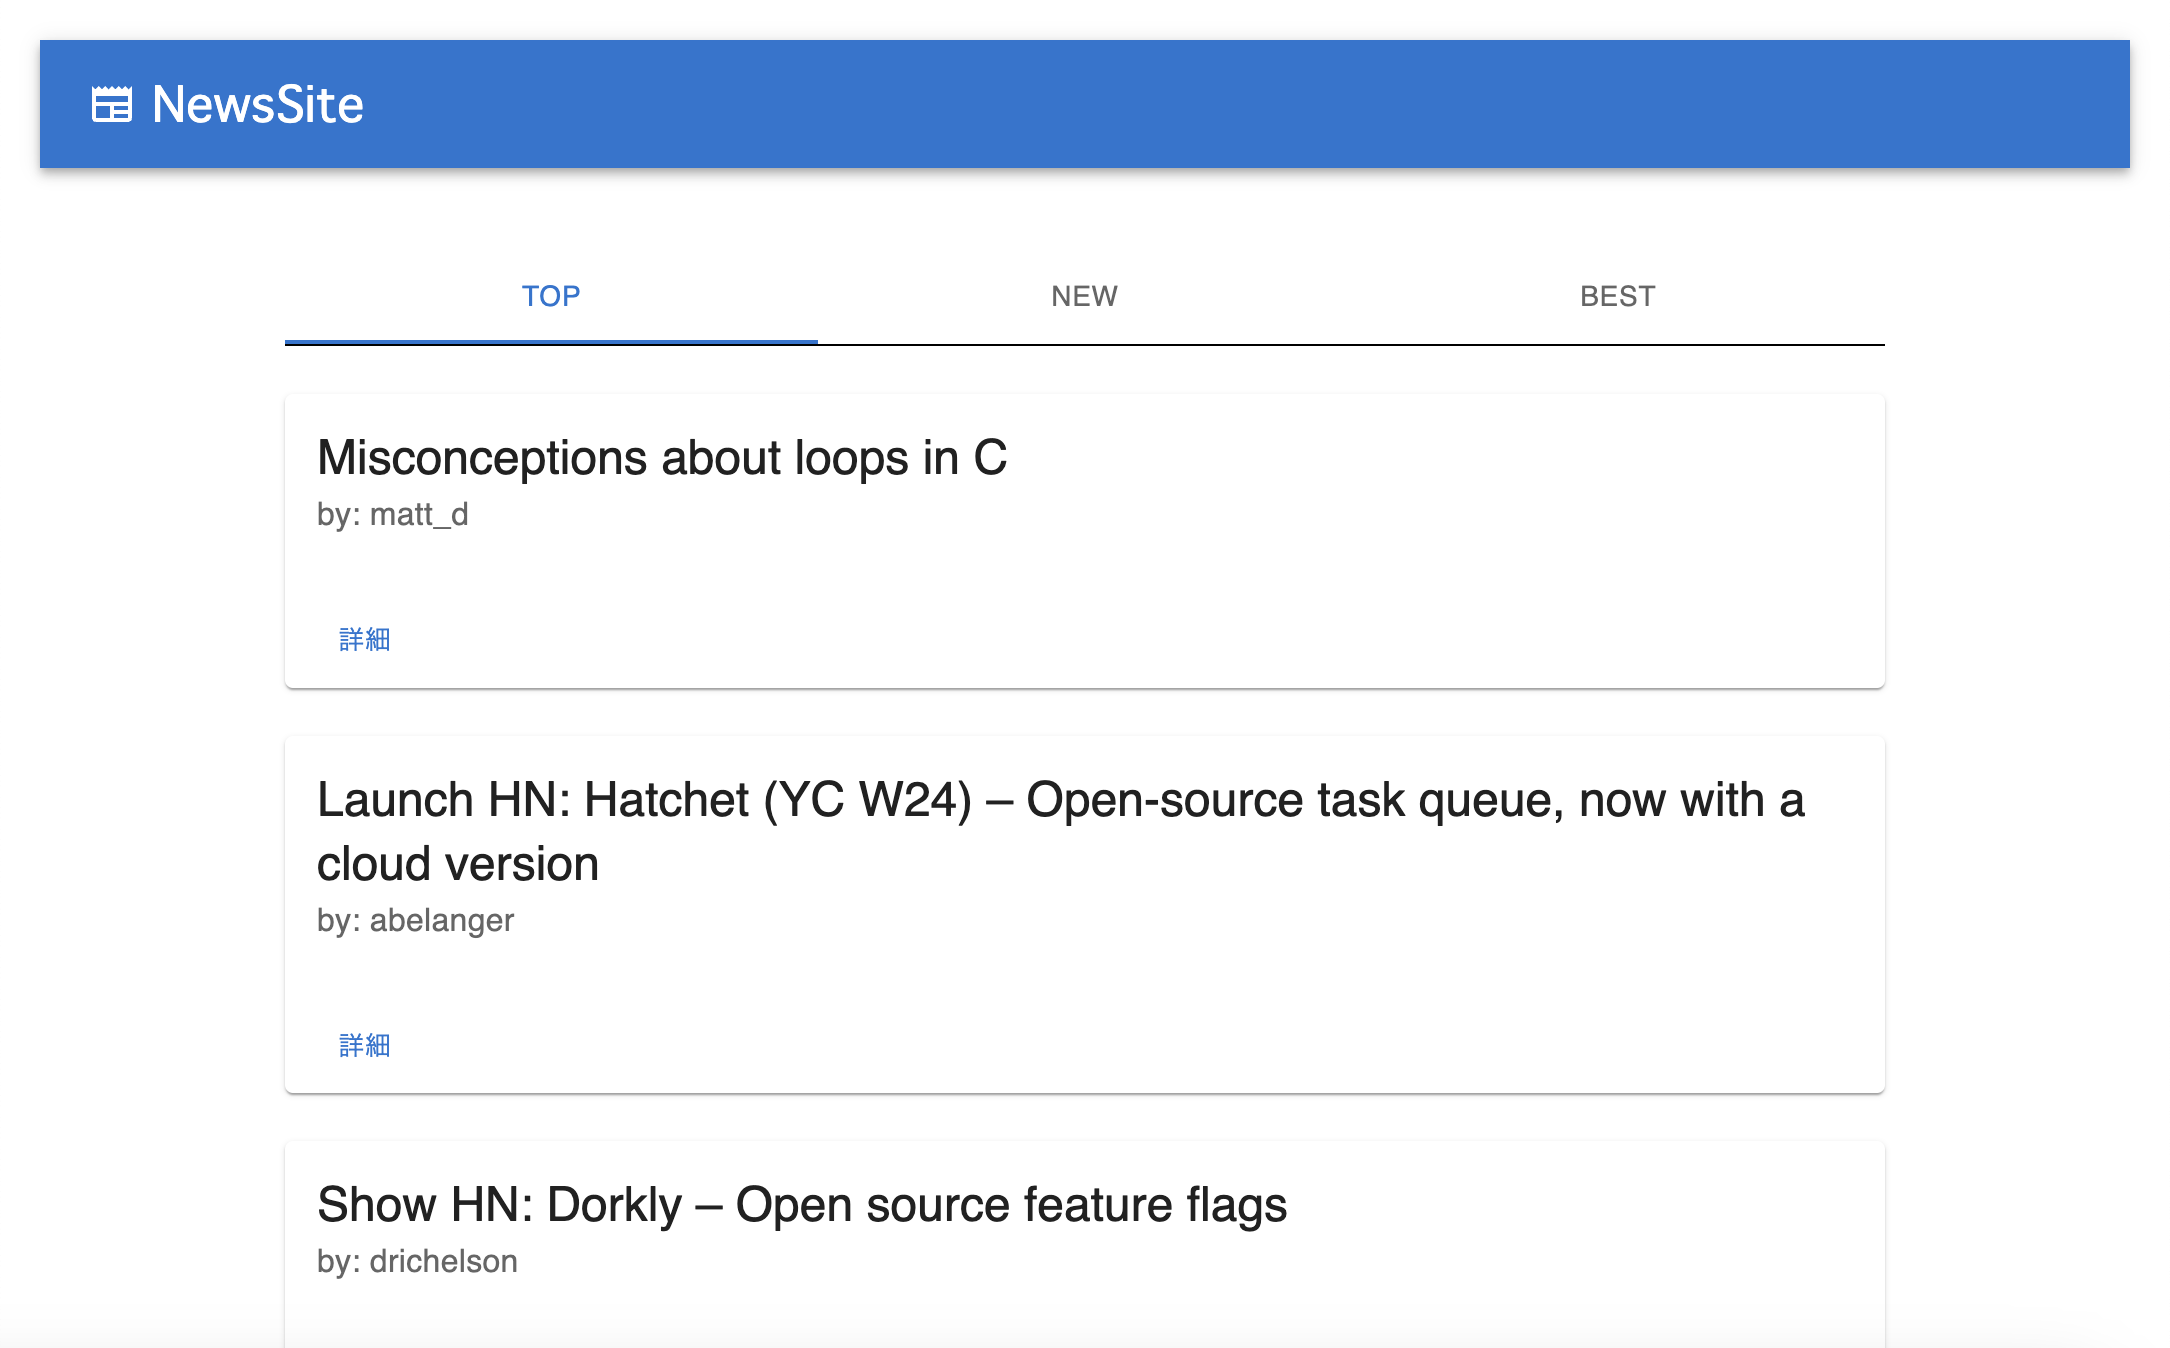 NewsSite
TOP
NEW
BEST
Misconceptions about loops in C
by: matt_d
詳細
Launch HN: Hatchet (YC W24) – Open-source task queue, now with a
cloud version
by: abelanger
詳細
Show HN: Dorkly – Open source feature flags
by: drichelson